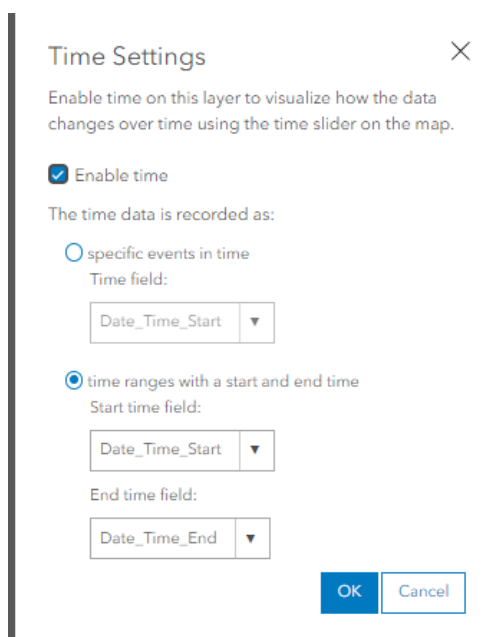 Time Settings
Enable time on this layer to visualize how the data
changes over time using the time slider on the map.
Enable time
The time data is recorded as:
specific events in time
Time field:
Date_Time_Start
time ranges with a start and end time
Start time field:
Date_Time_Start
End time field:
Date_Time_End
OK Cancel